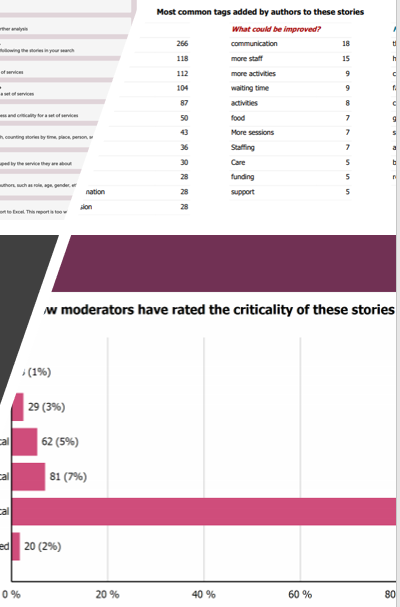 rther analysis
following the stories in your search
of services
a set of services
ess and criticality for a set of services
h, counting stories by time, place, person, an
uped by the service they are about
uthors, such as role, age, gender, et
ort to Excel. This report is too w
Most common tags added by authors to these stories
What could be improved?
266 communication 18
118 more staff 15
112 more activities 9
104 waiting time 9
87 activities 8
50 food 7
43 More sessions 7
36 Staffing 7
30 Care 5
28 funding 5
nation 28 support 5
sion 28
ow moderators have rated the criticality of these stories
(1%)
29 (3%)
cal 62 (5%)
cal 81 (7%)
cal
ed 20 (2%)
0 % 20 % 40 % 60 % 80